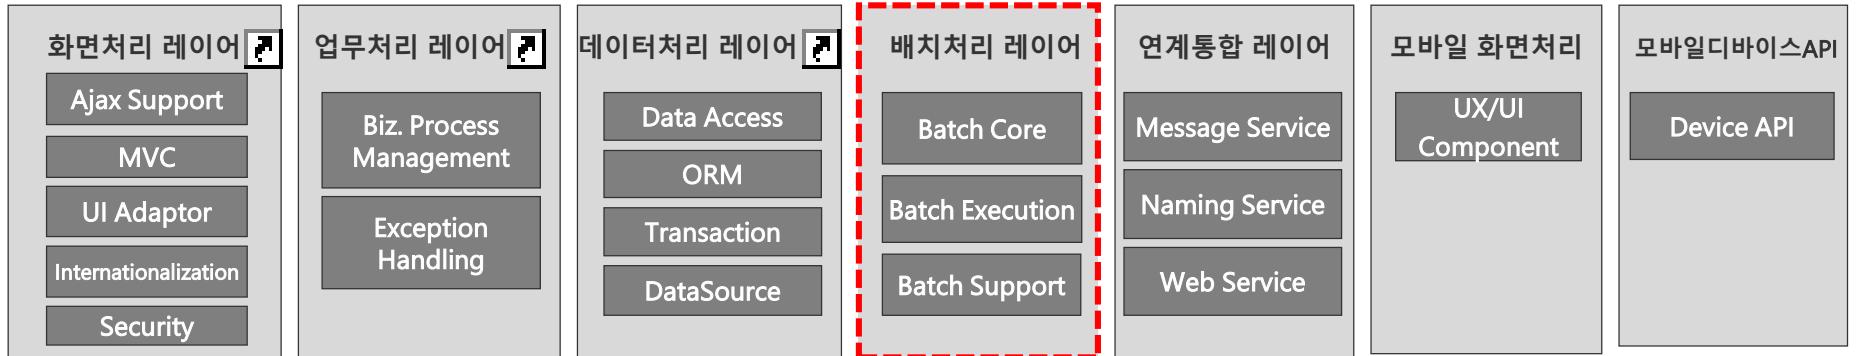 화면처리 레이어
Ajax Support
MVC
UI Adaptor
Internationalization
Security
업무처리 레이어
Biz. Process
Management
Exception
Handling
데이터처리 레이어
Data Access
ORM
Transaction
DataSource
배치처리 레이어
Batch Core
Batch Execution
Batch Support
연계통합 레이어
Message Service
Naming Service
Web Service
모바일 화면처리
UX/UI
Component
모바일디바이스API
Device API